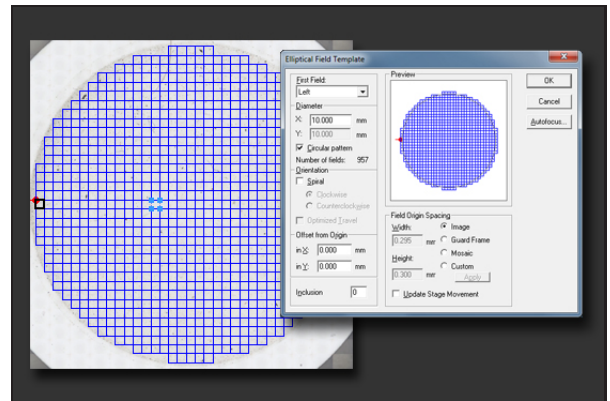 Elliptical Field Template
First Field:
Left
Diameter
X: 10.000 mm
Y: 10.000 mm
Circular pattern
Number of fields: 957
Orientation
Spiral
Clockwise
Counterclockwise
Optimized Travel
Offset from Origin
in X: 0.000 mm
in Y: 0.000 mm
Inclusion 0
Preview
Field Origin Spacing
Width:
0.295 mm
Height:
0.300 mm
Image
Guard Frame
Mosaic
Custom
Apply
Update Stage Movement
OK
Cancel
Autofocus...